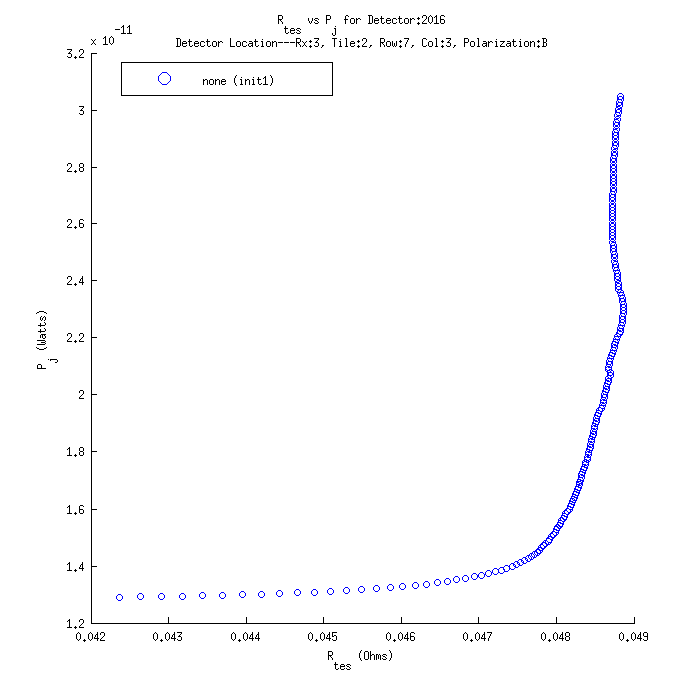 R_tes vs P_j for Detector:2016
Detector Location---Rx:3, Tile:2, Row:7, Col:3, Polarization:B
x 10^-11
none (init1)
3.2
3
2.8
2.6
2.4
2.2
2
1.8
1.6
1.4
1.2
P_j (Watts)
0.042 0.043 0.044 0.045 0.046 0.047 0.048 0.049
R_tes (Ohms)